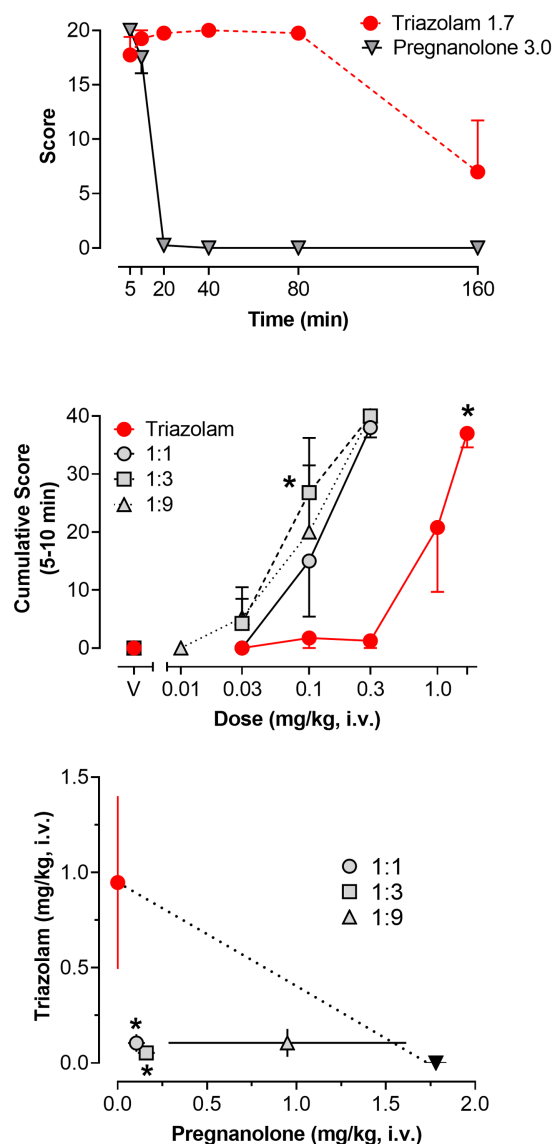 Triazolam 1.7
Pregnanolone 3.0
Score
20
15
10
5
0
5 20 40 80 160
Time (min)
Cumulative Score
(5-10 min)
40
30
20
10
0
Triazolam
1:1
1:3
1:9
*
*
V 0.01 0.03 0.1 0.3 1.0
Dose (mg/kg, i.v.)
Triazolam (mg/kg, i.v.)
1.5
1.0
0.5
0.0
1:1
1:3
1:9
*
*
0.0 0.5 1.0 1.5 2.0
Pregnanolone (mg/kg, i.v.)